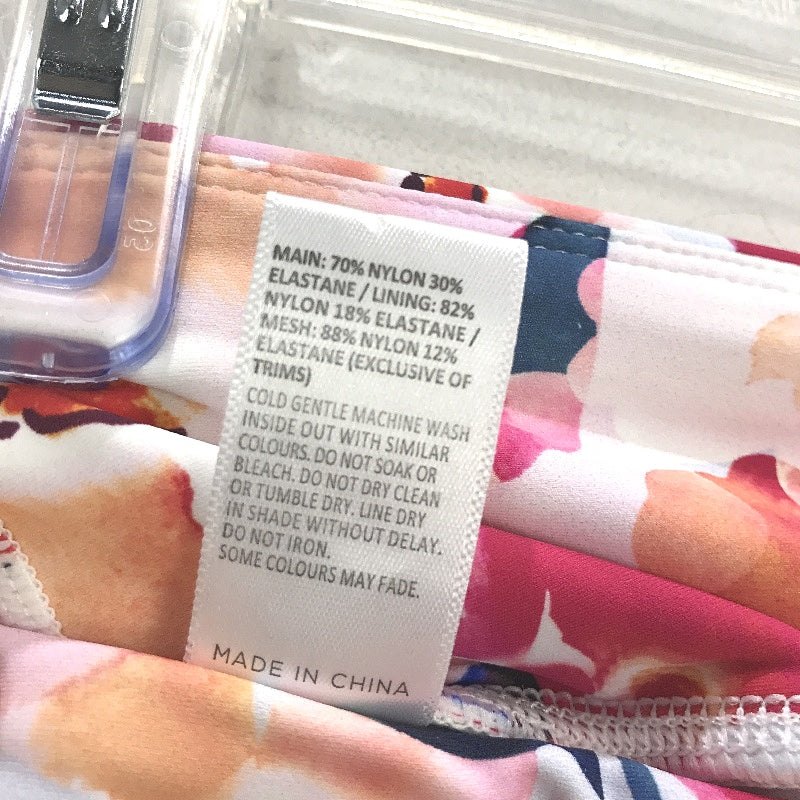 05
MAIN: 70% NYLON 30%
ELASTANE / LINING: 82%
NYLON 18% ELASTANE /
MESH: 88% NYLON 12%
ELASTANE (EXCLUSIVE OF
TRIMS)
COLD GENTLE MACHINE WASH
INSIDE OUT WITH SIMILAR
COLOURS. DO NOT SOAK OR
BLEACH. DO NOT DRY CLEAN
OR TUMBLE DRY. LINE DRY
IN SHADE WITHOUT DELAY.
DO NOT IRON.
SOME COLOURS MAY FADE.
MADE IN CHINA